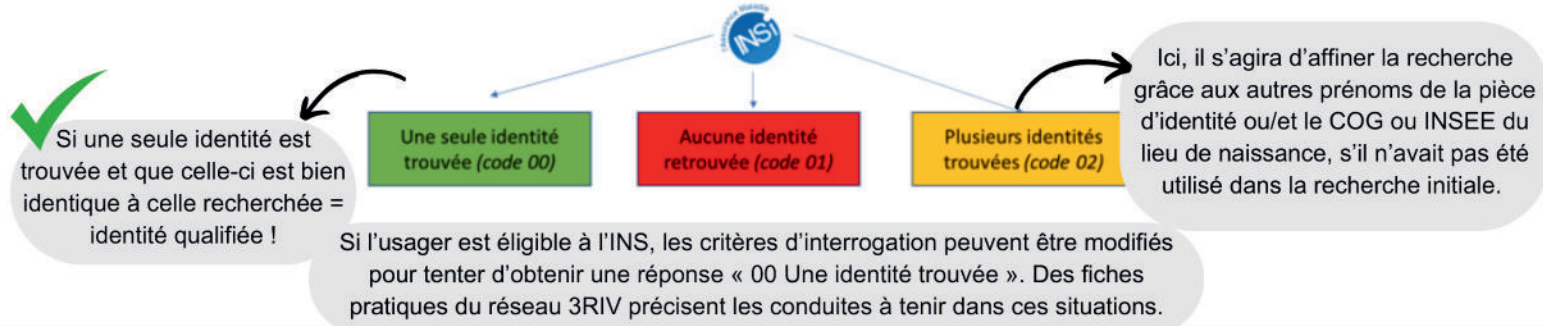 l'Assurance Maladie
INSi
Si une seule identité est
trouvée et que celle-ci est bien
identique à celle recherchée =
identité qualifiée !
Une seule identité
trouvée (code 00)
Aucune identité
retrouvée (code 01)
Plusieurs identités
trouvées (code 02)
Ici, il s'agira d'affiner la recherche
grâce aux autres prénoms de la pièce
d'identité ou/et le COG ou INSEE du
lieu de naissance, s'il n'avait pas été
utilisé dans la recherche initiale.
Si l'usager est éligible à l'INS, les critères d'interrogation peuvent être modifiés
pour tenter d'obtenir une réponse « 00 Une identité trouvée ». Des fiches
pratiques du réseau 3RIV précisent les conduites à tenir dans ces situations.